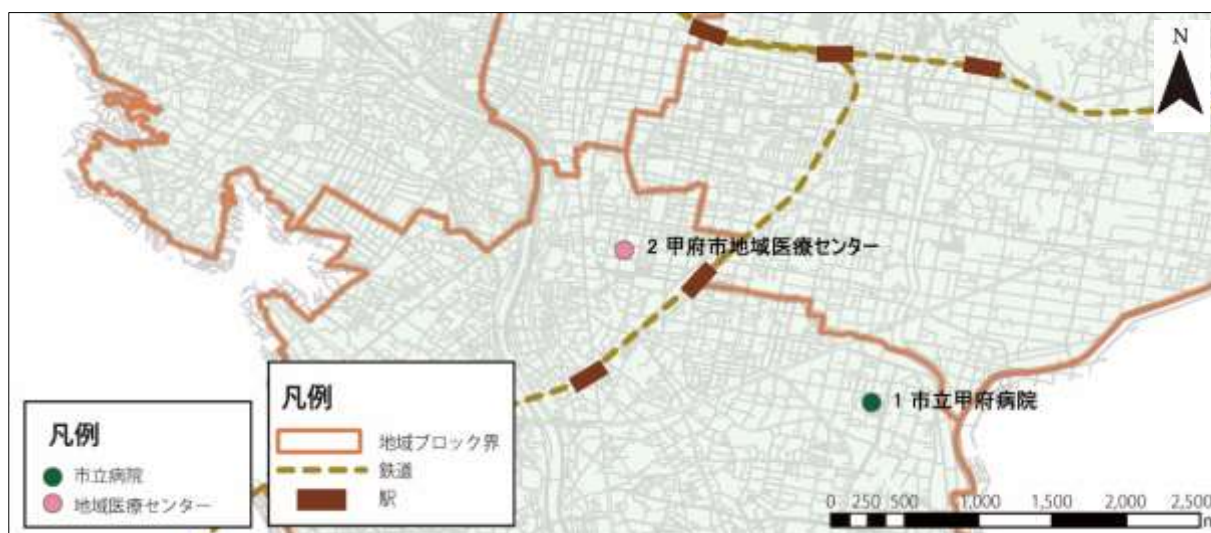 N
2 甲府市地域医療センター
1 市立甲府病院
凡例
市立病院
地域医療センター
凡例
地域ブロック界
鉄道
駅
0 250 500 1,000 1,500 2,000 2,500
m